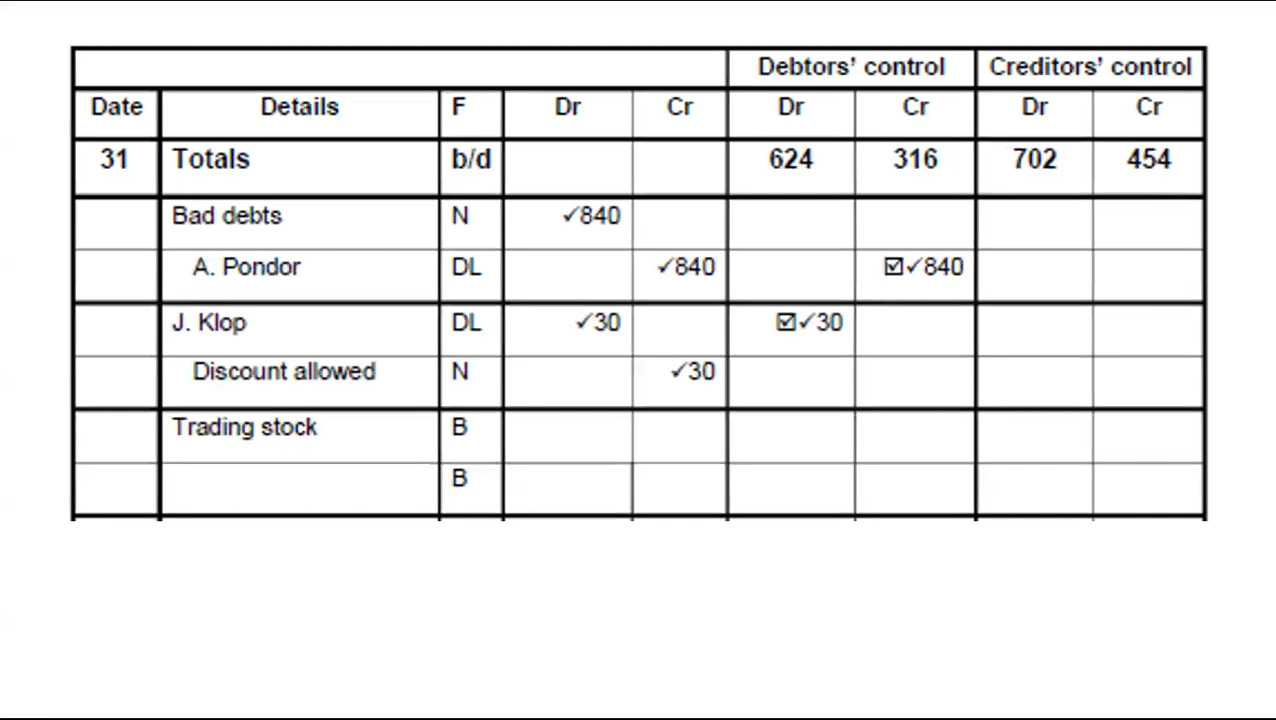 Debtors' control Creditors' control
Date Details F Dr Cr Dr Cr Dr Cr
31 Totals b/d 624 316 702 454
Bad debts N ✓840
A. Pondor DL ✓840 ☑✓840
J. Klop DL ✓30 ☑✓30
Discount allowed N ✓30
Trading stock B
B